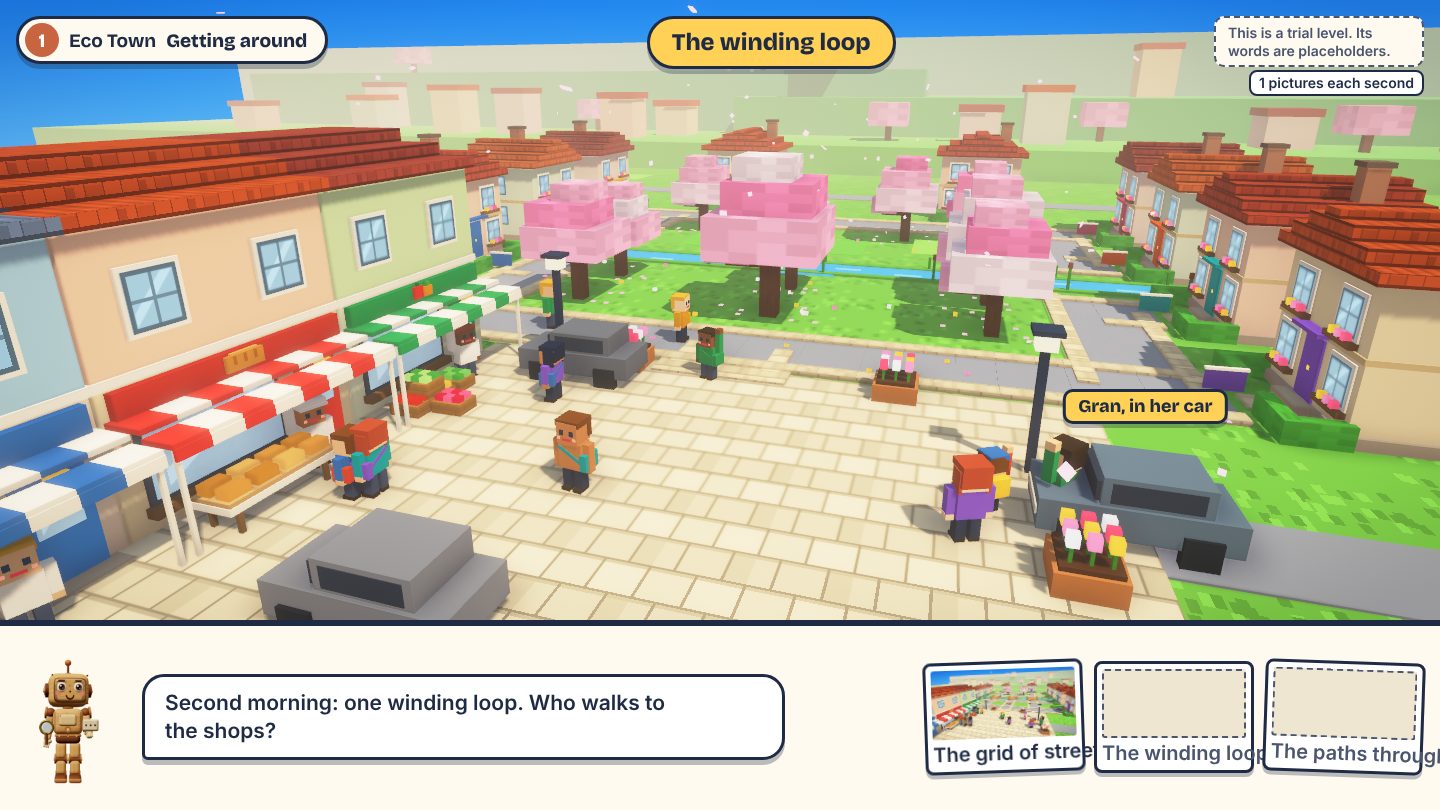 1 Eco Town Getting around
The winding loop
This is a trial level. Its
words are placeholders.
1 pictures each second
Gran, in her car
Second morning: one winding loop. Who walks to
the shops?
The grid of stree
The winding loop
The paths through